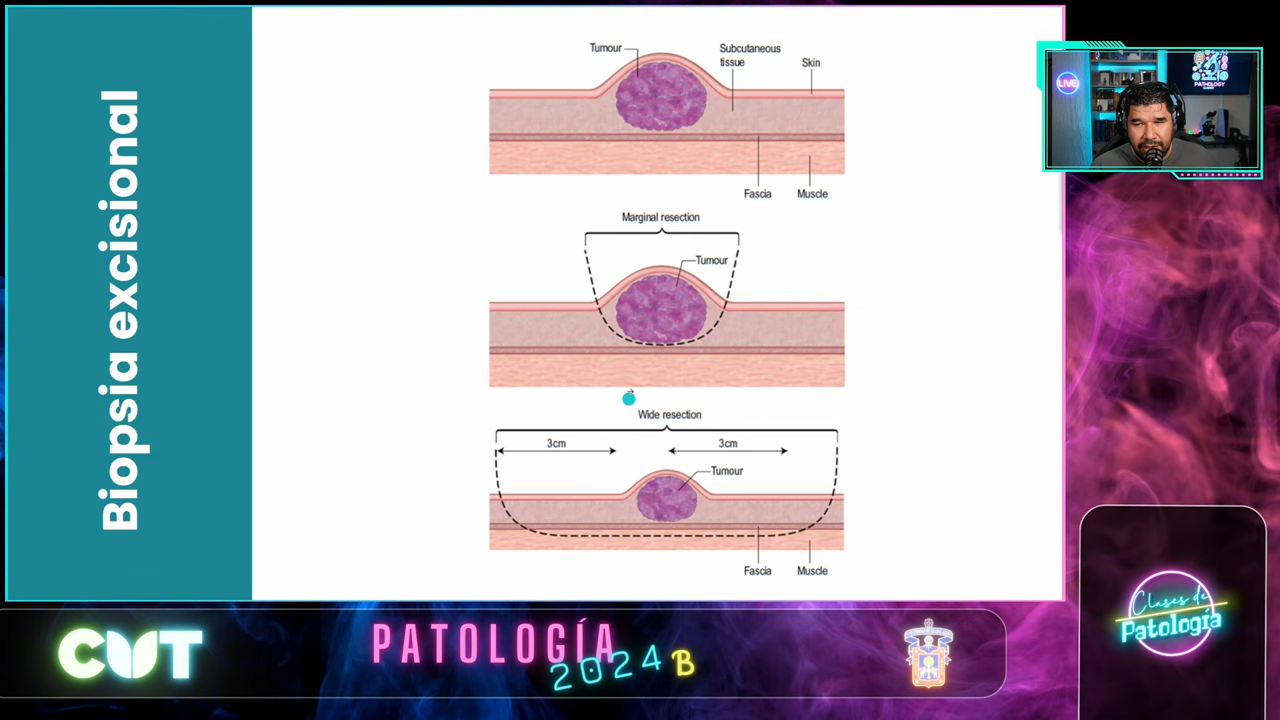 Biopsia excisional
Tumour
Subcutaneous
tissue
Skin
Fascia
Muscle
Marginal resection
Tumour
Wide resection
3cm
3cm
Tumour
Fascia
Muscle
LIVE
PATHOLOGY
CUT
PATOLOGÍA
2024B
Clases de
Patología